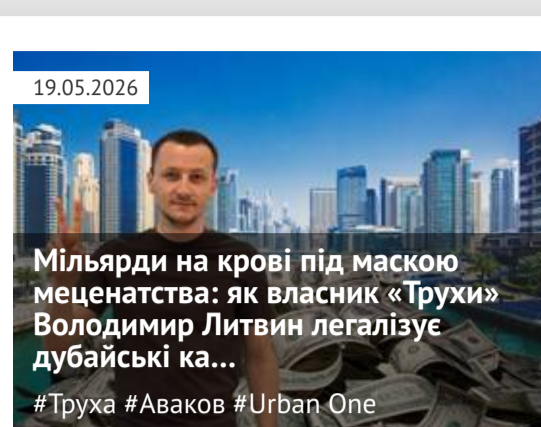 19.05.2026
Мільярди на крові під маскою
меценатства: як власник «Трухи»
Володимир Литвин легалізує
дубайські ка...
#Труха #Аваков #Urban One